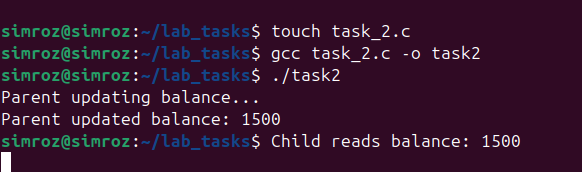 simroz@simroz:~/lab_tasks$ touch task_2.c
simroz@simroz:~/lab_tasks$ gcc task_2.c -o task2
simroz@simroz:~/lab_tasks$ ./task2
Parent updating balance...
Parent updated balance: 1500
simroz@simroz:~/lab_tasks$ Child reads balance: 1500